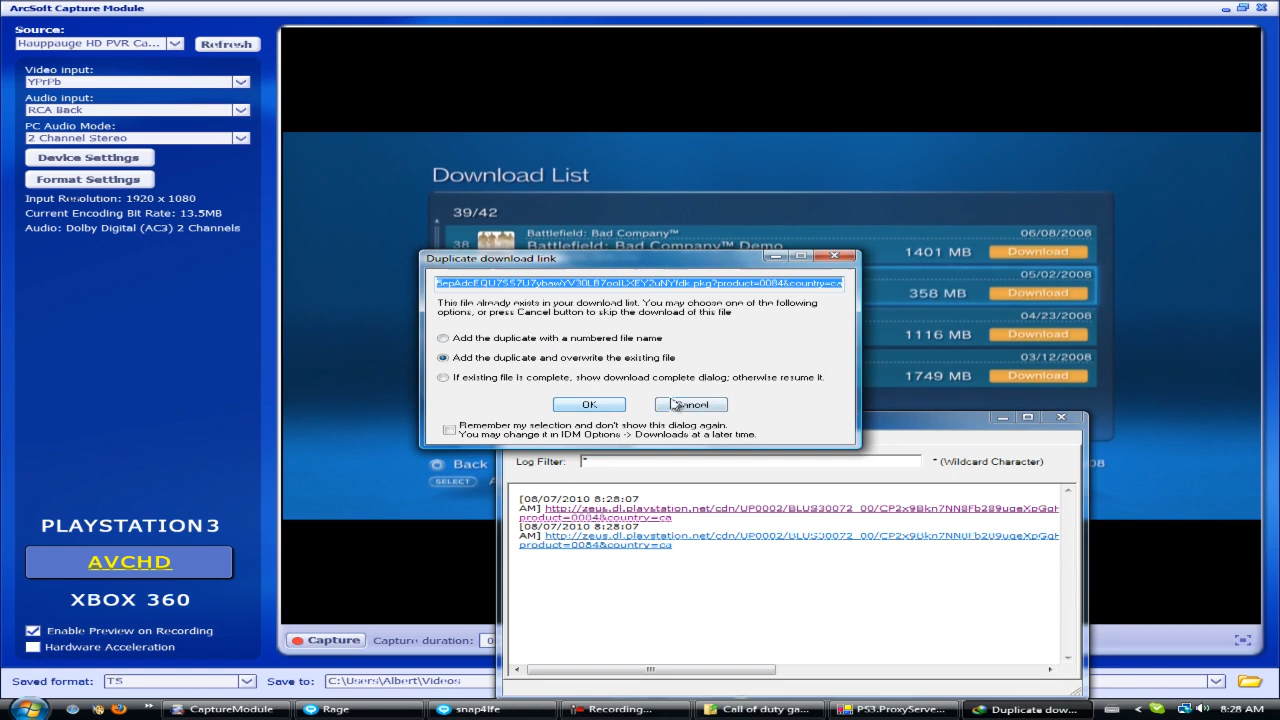 ArcSoft Capture Module
Source:
Hauppauge HD PVR Ca...
Refresh
Video input:
YPrPb
Audio input:
RCA Back
PC Audio Mode:
2 Channel Stereo
Device Settings
Format Settings
Input Resolution: 1920 x 1080
Current Encoding Bit Rate: 13.5MB
Audio: Dolby Digital (AC3) 2 Channels
PLAYSTATION3
AVCHD
XBOX 360
Enable Preview on Recording
Hardware Acceleration
Download List
39/42
38
Battlefield: Bad Company™
Battlefield: Bad Company™ Demo
06/08/2008
1401 MB
Download
05/02/2008
358 MB
Download
04/23/2008
1116 MB
Download
03/12/2008
1749 MB
Download
Back
SELECT
Duplicate download link
This file already exists in your download list. You may choose one of the following
options, or press Cancel button to skip the download of this file
Add the duplicate with a numbered file name
Add the duplicate and overwrite the existing file
If existing file is complete, show download complete dialog; otherwise resume it.
OK
Cancel
Remember my selection and don't show this dialog again.
You may change it in IDM Options -> Downloads at a later time.
Log Filter:
*
* (Wildcard Character)
[08/07/2010 8:28:07
AM]
product=0084&country=ca
[08/07/2010 8:28:07
AM]
product=0084&country=ca
Capture
Capture duration:
Saved format:
TS
Save to:
C:\Users\Albert\Videos
CaptureModule
Rage
snap4life
Recording...
Call of duty ga...
PS3.ProxyServe...
Duplicate dow...
8:28 AM